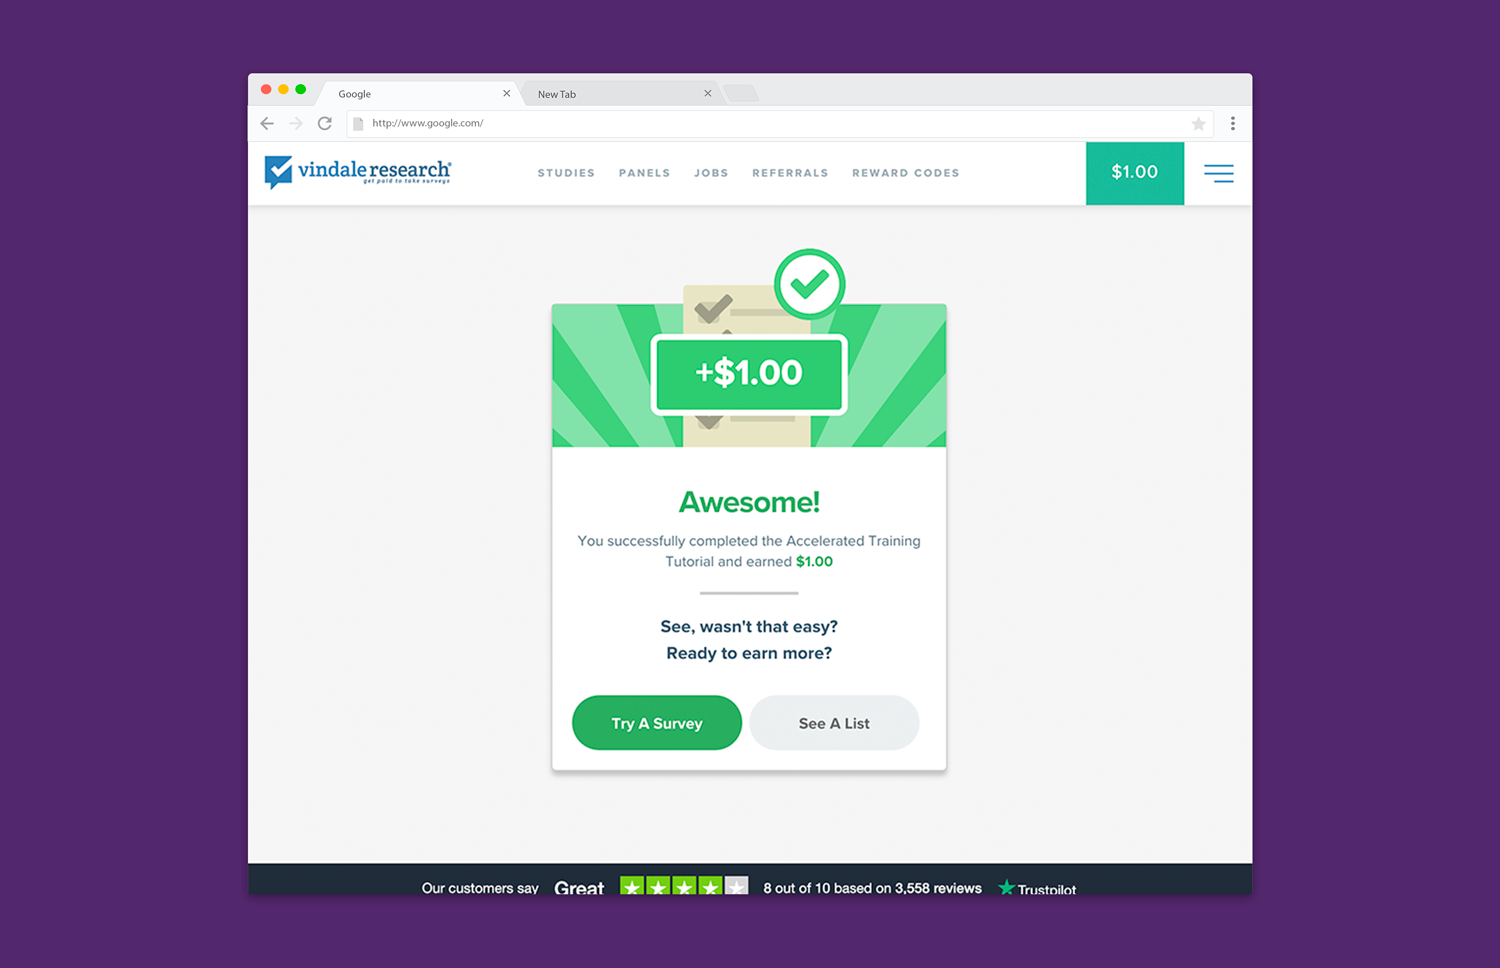 Google
New Tab
http://www.google.com/
vindale research®
get paid to take surveys
STUDIES
PANELS
JOBS
REFERRALS
REWARD CODES
$1.00
+$1.00
Awesome!
You successfully completed the Accelerated Training
Tutorial and earned $1.00
See, wasn't that easy?
Ready to earn more?
Try A Survey
See A List
Our customers say Great 8 out of 10 based on 3,558 reviews Trustpilot